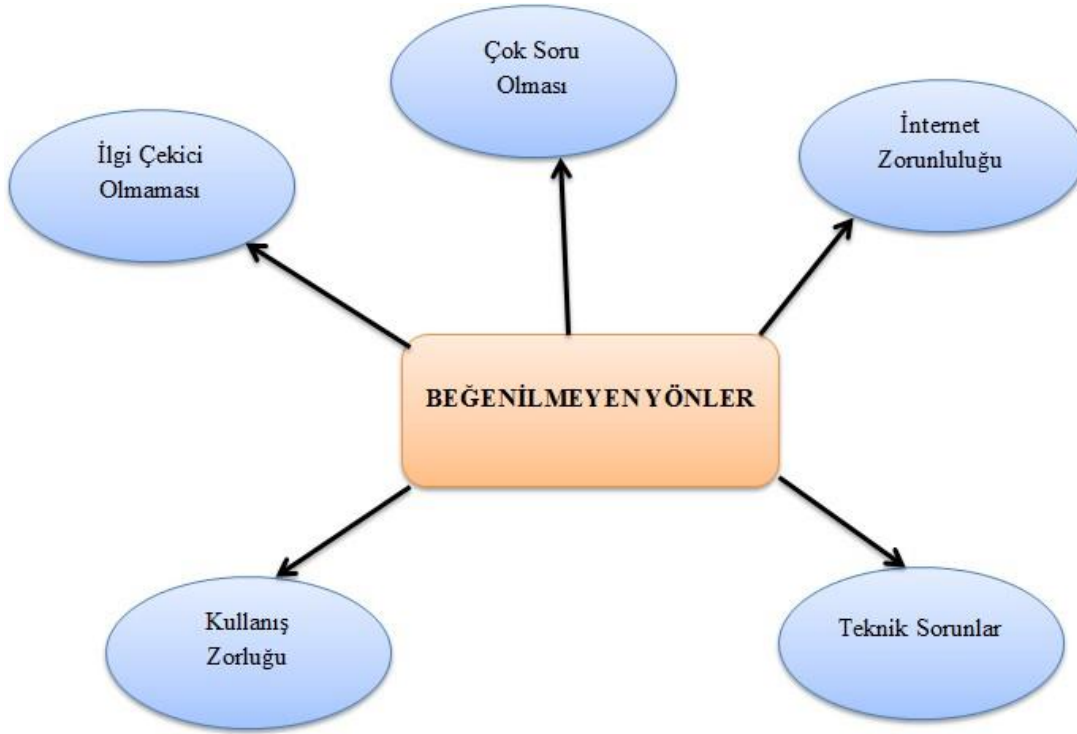 Çok Soru
Olması
İlgi Çekici
Olmaması
İnternet
Zorunluluğu
BEĞENİLMEYEN YÖNLER
Kullanış
Zorluğu
Teknik Sorunlar